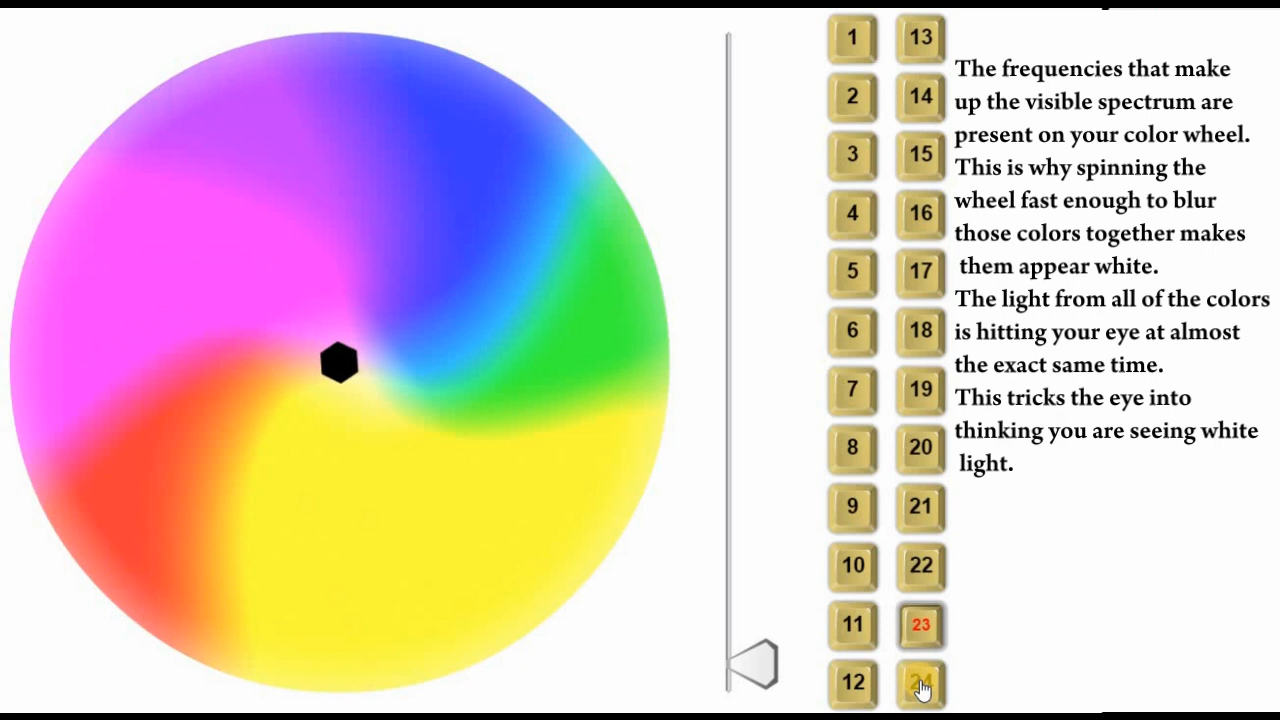 1 13
2 14
3 15
4 16
5 17
6 18
7 19
8 20
9 21
10 22
11 23
12 24
The frequencies that make
up the visible spectrum are
present on your color wheel.
This is why spinning the
wheel fast enough to blur
those colors together makes
them appear white.
The light from all of the colors
is hitting your eye at almost
the exact same time.
This tricks the eye into
thinking you are seeing white
light.